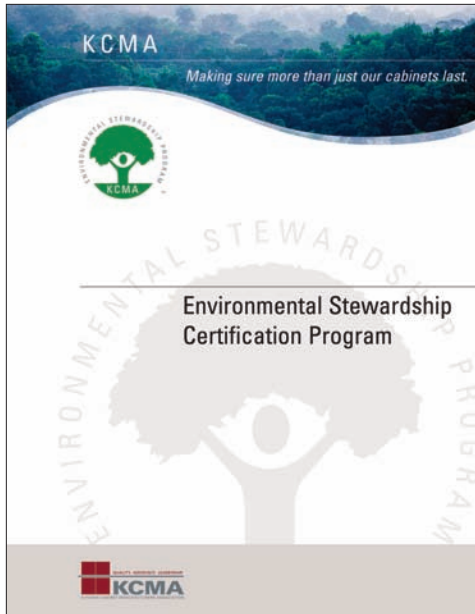 KCMA
Making sure more than just our cabinets last.
ENVIRONMENTAL STEWARDSHIP PROGRAM
KCMA
ENVIRONMENTAL STEWARDSHIP PROGRAM
Environmental Stewardship
Certification Program
KCMA